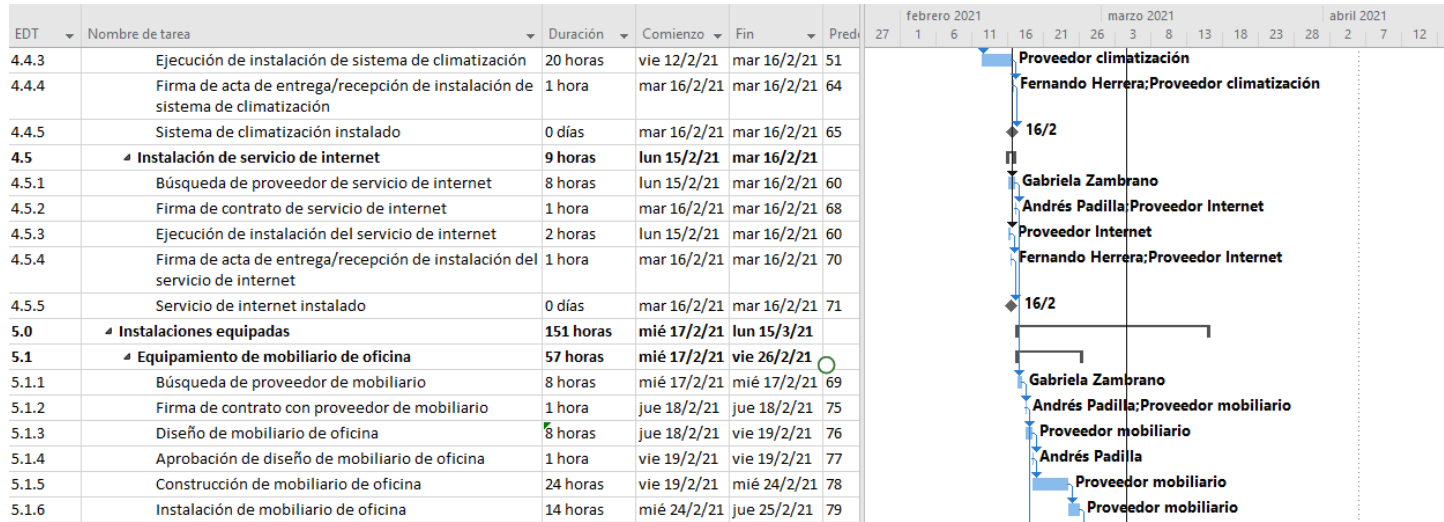 febrero 2021 marzo 2021 abril 2021
EDT Nombre de tarea Duración Comienzo Fin Pred 27 1 6 11 16 21 26 3 8 13 18 23 28 2 7 12
4.4.3 Ejecución de instalación de sistema de climatización 20 horas vie 12/2/21 mar 16/2/21 51 Proveedor climatización
4.4.4 Firma de acta de entrega/recepción de instalación de 1 hora mar 16/2/21 mar 16/2/21 64 Fernando Herrera;Proveedor climatización
sistema de climatización
4.4.5 Sistema de climatización instalado 0 días mar 16/2/21 mar 16/2/21 65 16/2
4.5 Instalación de servicio de internet 9 horas lun 15/2/21 mar 16/2/21
4.5.1 Búsqueda de proveedor de servicio de internet 8 horas lun 15/2/21 mar 16/2/21 60 Gabriela Zambrano
4.5.2 Firma de contrato de servicio de internet 1 hora mar 16/2/21 mar 16/2/21 68 Andrés Padilla;Proveedor Internet
4.5.3 Ejecución de instalación del servicio de internet 2 horas lun 15/2/21 mar 16/2/21 60 Proveedor Internet
4.5.4 Firma de acta de entrega/recepción de instalación del 1 hora mar 16/2/21 mar 16/2/21 70 Fernando Herrera;Proveedor Internet
servicio de internet
4.5.5 Servicio de internet instalado 0 días mar 16/2/21 mar 16/2/21 71 16/2
5.0 Instalaciones equipadas 151 horas mié 17/2/21 lun 15/3/21
5.1 Equipamiento de mobiliario de oficina 57 horas mié 17/2/21 vie 26/2/21
5.1.1 Búsqueda de proveedor de mobiliario 8 horas mié 17/2/21 mié 17/2/21 69 Gabriela Zambrano
5.1.2 Firma de contrato con proveedor de mobiliario 1 hora jue 18/2/21 jue 18/2/21 75 Andrés Padilla;Proveedor mobiliario
5.1.3 Diseño de mobiliario de oficina 8 horas jue 18/2/21 vie 19/2/21 76 Proveedor mobiliario
5.1.4 Aprobación de diseño de mobiliario de oficina 1 hora vie 19/2/21 vie 19/2/21 77 Andrés Padilla
5.1.5 Construcción de mobiliario de oficina 24 horas vie 19/2/21 mié 24/2/21 78 Proveedor mobiliario
5.1.6 Instalación de mobiliario de oficina 14 horas mié 24/2/21 jue 25/2/21 79 Proveedor mobiliario